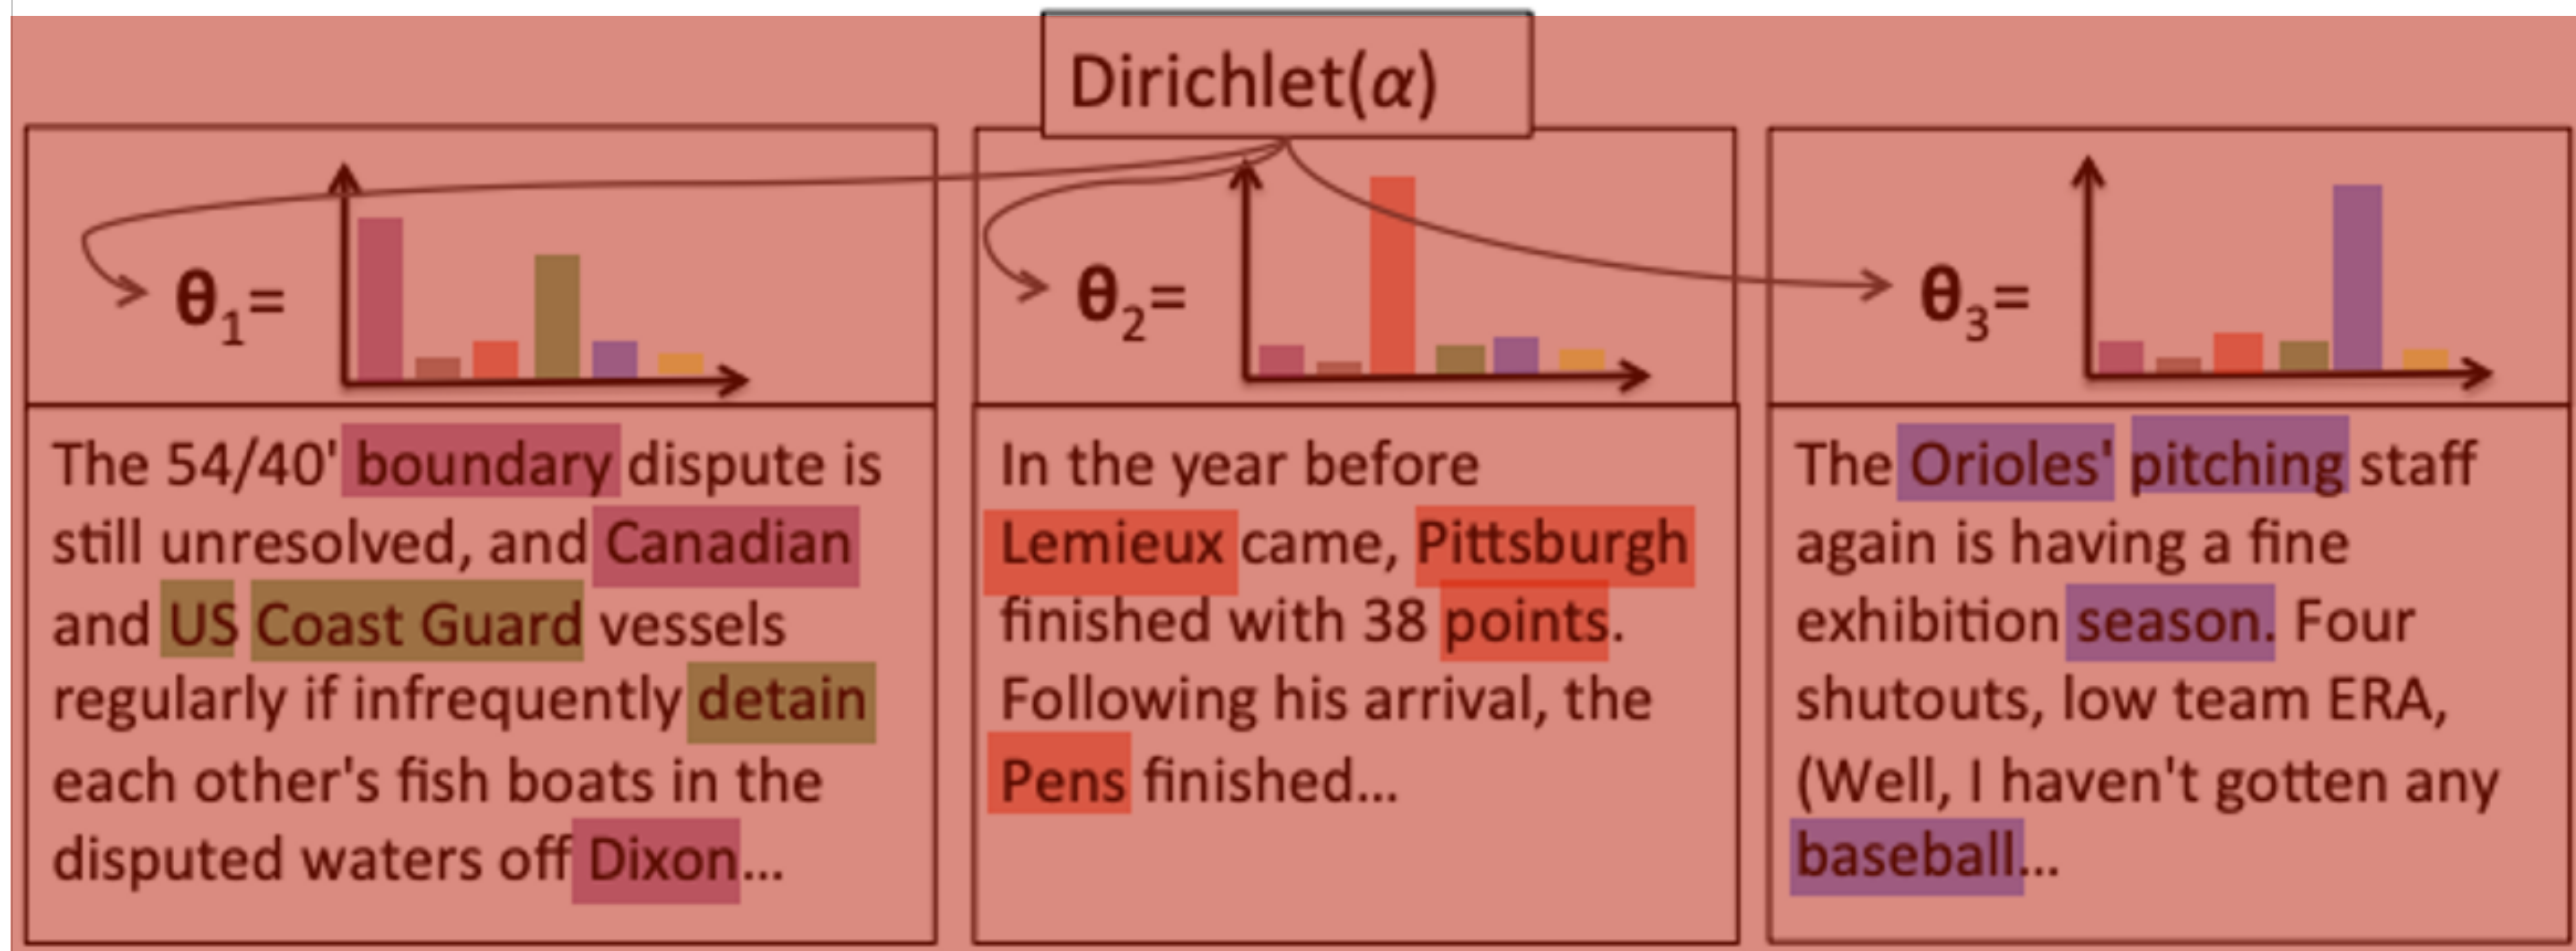 Dirichlet(α)
θ1=
θ2=
θ3=
The 54/40' boundary dispute is
still unresolved, and Canadian
and US Coast Guard vessels
regularly if infrequently detain
each other's fish boats in the
disputed waters off Dixon...
In the year before
Lemieux came, Pittsburgh
finished with 38 points.
Following his arrival, the
Pens finished...
The Orioles' pitching staff
again is having a fine
exhibition season. Four
shutouts, low team ERA,
(Well, I haven't gotten any
baseball...